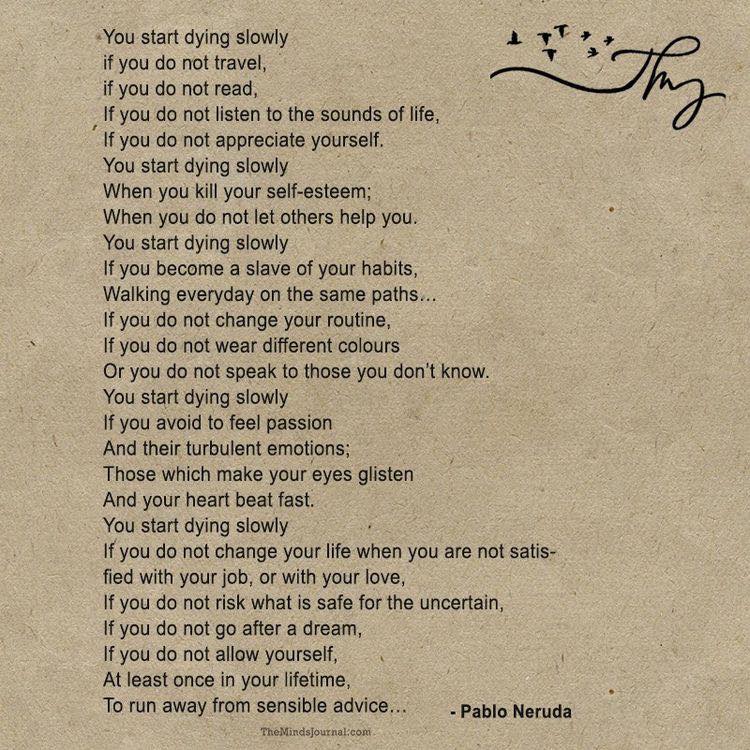 Thmj
You start dying slowly
if you do not travel,
if you do not read,
If you do not listen to the sounds of life,
If you do not appreciate yourself.
You start dying slowly
When you kill your self-esteem;
When you do not let others help you.
You start dying slowly
If you become a slave of your habits,
Walking everyday on the same paths…
If you do not change your routine,
If you do not wear different colours
Or you do not speak to those you don't know.
You start dying slowly
If you avoid to feel passion
And their turbulent emotions;
Those which make your eyes glisten
And your heart beat fast.
You start dying slowly
If you do not change your life when you are not satis-
fied with your job, or with your love,
If you do not risk what is safe for the uncertain,
If you do not go after a dream,
If you do not allow yourself,
At least once in your lifetime,
To run away from sensible advice…
- Pablo Neruda
TheMindsJournal.com